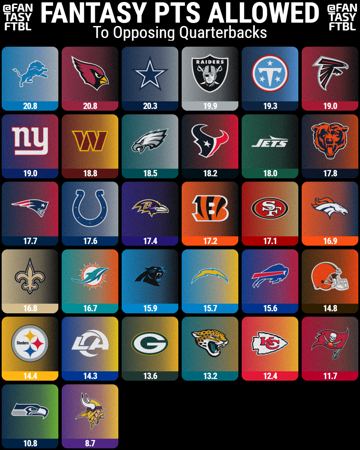 @FAN
TASY
FTBL
FANTASY PTS ALLOWED
To Opposing Quarterbacks
@FAN
TASY
FTBL
RAIDERS
20.8 20.8 20.3 19.9 19.3 19.0
ny W JETS
19.0 18.8 18.5 18.2 18.0 17.8
B SF
17.7 17.6 17.4 17.2 17.1 16.9
16.8 16.7 15.9 15.7 15.6 14.8
Steelers G KC
14.4 14.3 13.6 13.2 12.4 11.7
10.8 8.7